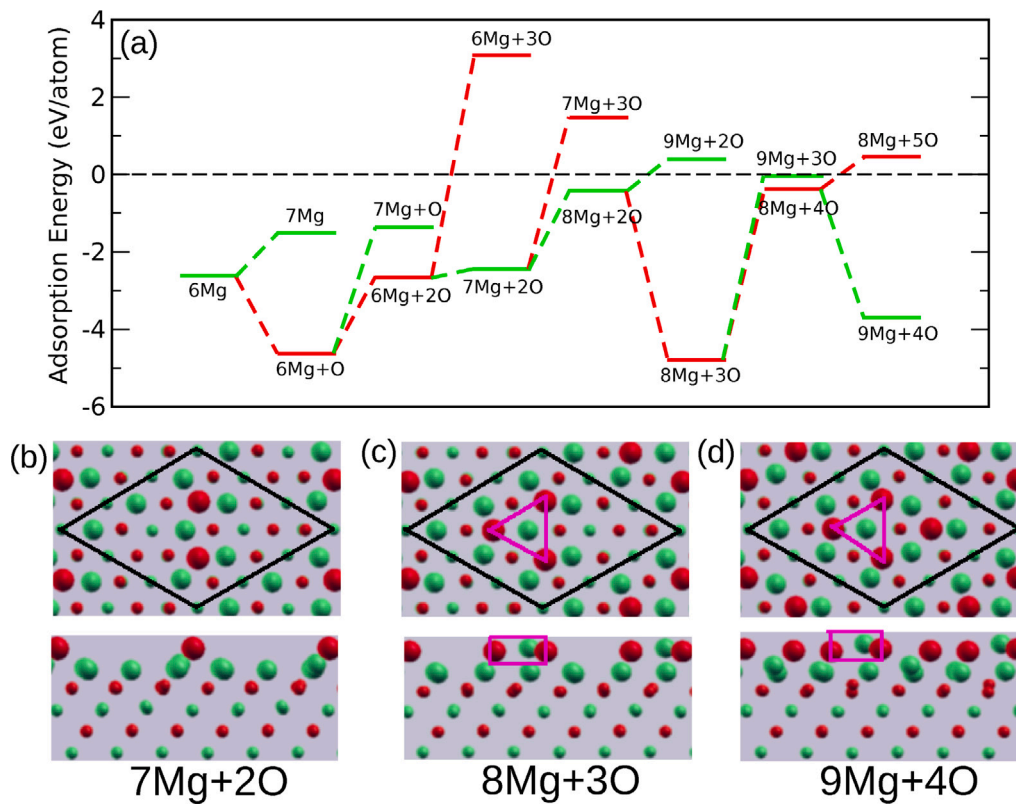 (a)
Adsorption Energy (eV/atom)
4
2
0
-2
-4
-6
6Mg+3O
7Mg+3O
9Mg+2O
8Mg+5O
9Mg+3O
8Mg+4O
8Mg+2O
7Mg
7Mg+O
6Mg
6Mg+2O
7Mg+2O
9Mg+4O
6Mg+O
8Mg+3O
(b)
(c)
(d)
7Mg+2O
8Mg+3O
9Mg+4O